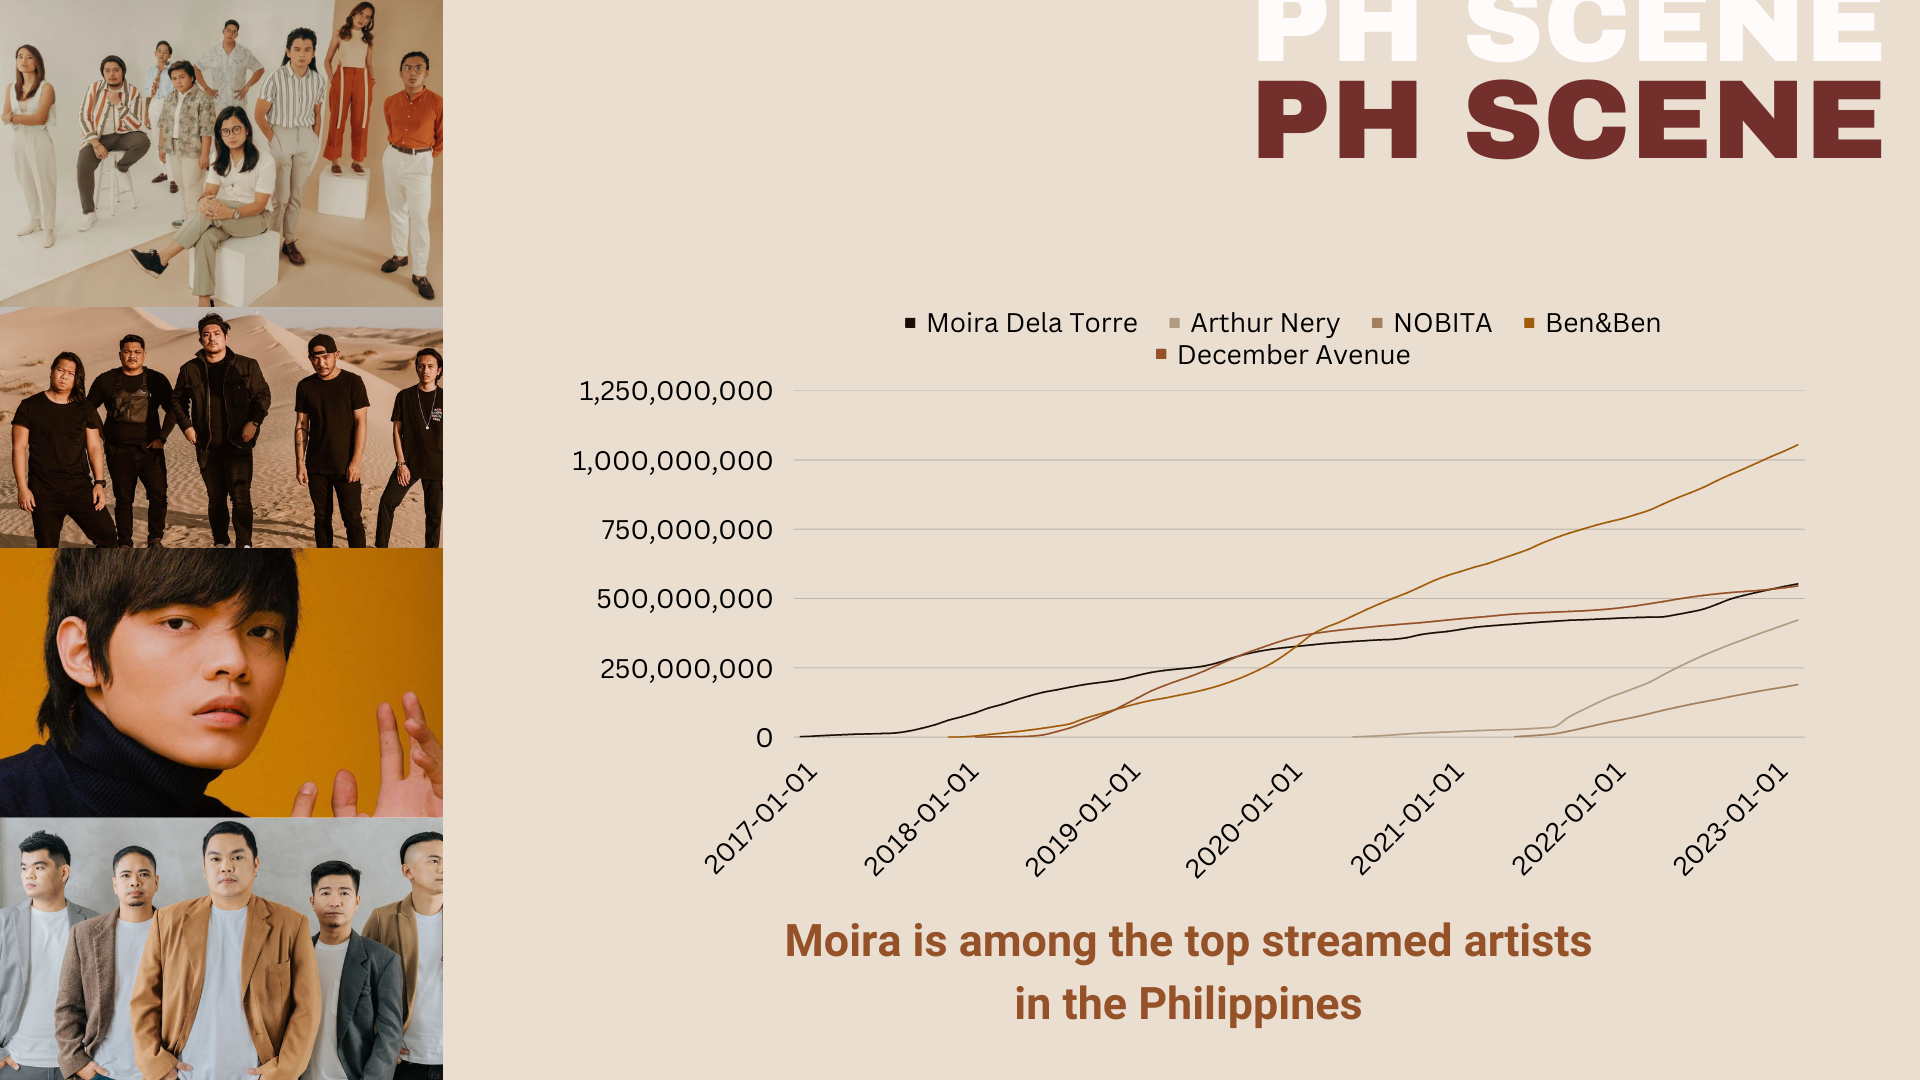 PH SCENE
PH SCENE
Moira Dela Torre Arthur Nery NOBITA Ben&Ben
December Avenue
1,250,000,000
1,000,000,000
750,000,000
500,000,000
250,000,000
0
2017-01-01 2018-01-01 2019-01-01 2020-01-01 2021-01-01 2022-01-01 2023-01-01
Moira is among the top streamed artists
in the Philippines